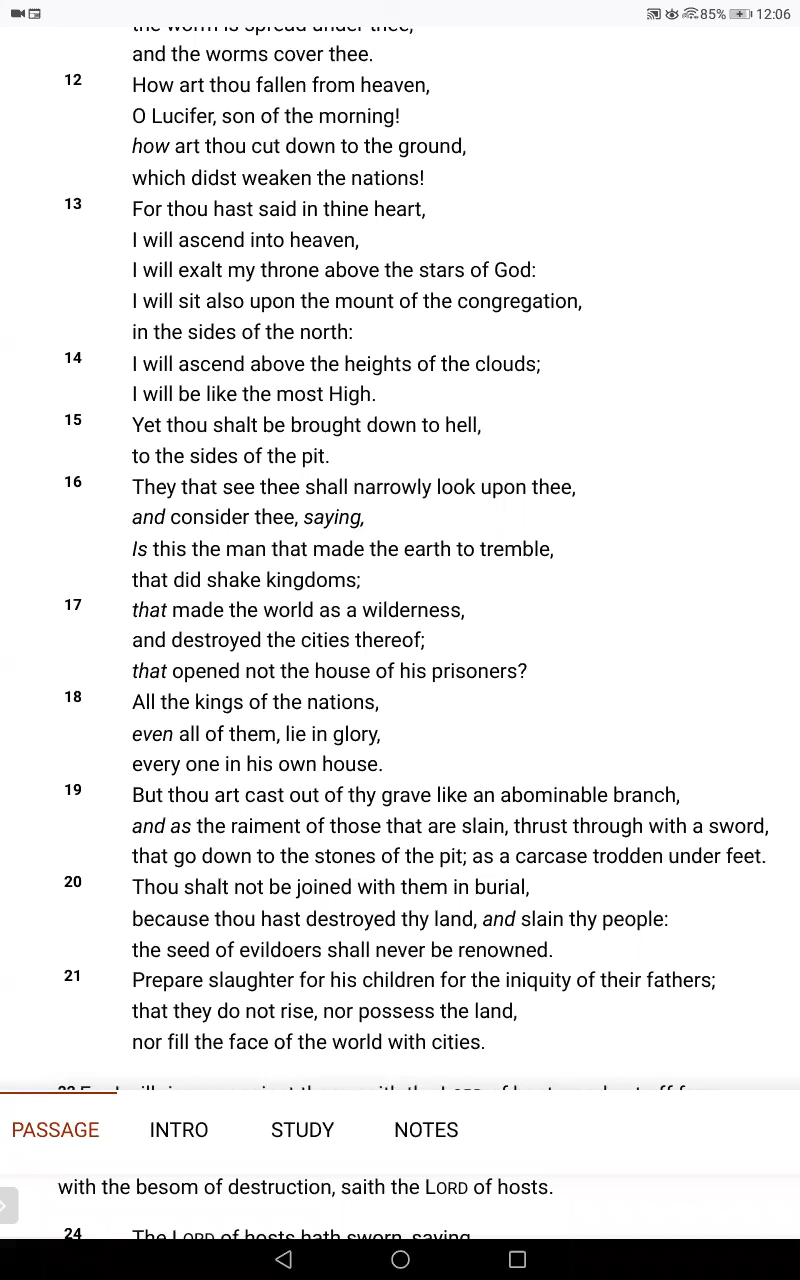 85% 12:06
the worm is spread under thee,
and the worms cover thee.
12 How art thou fallen from heaven,
O Lucifer, son of the morning!
how art thou cut down to the ground,
which didst weaken the nations!
13 For thou hast said in thine heart,
I will ascend into heaven,
I will exalt my throne above the stars of God:
I will sit also upon the mount of the congregation,
in the sides of the north:
14 I will ascend above the heights of the clouds;
I will be like the most High.
15 Yet thou shalt be brought down to hell,
to the sides of the pit.
16 They that see thee shall narrowly look upon thee,
and consider thee, saying,
Is this the man that made the earth to tremble,
that did shake kingdoms;
17 that made the world as a wilderness,
and destroyed the cities thereof;
that opened not the house of his prisoners?
18 All the kings of the nations,
even all of them, lie in glory,
every one in his own house.
19 But thou art cast out of thy grave like an abominable branch,
and as the raiment of those that are slain, thrust through with a sword,
that go down to the stones of the pit; as a carcase trodden under feet.
20 Thou shalt not be joined with them in burial,
because thou hast destroyed thy land, and slain thy people:
the seed of evildoers shall never be renowned.
21 Prepare slaughter for his children for the iniquity of their fathers;
that they do not rise, nor possess the land,
nor fill the face of the world with cities.
PASSAGE INTRO STUDY NOTES
with the besom of destruction, saith the LORD of hosts.
24 The LORD of hosts hath sworn, saying,